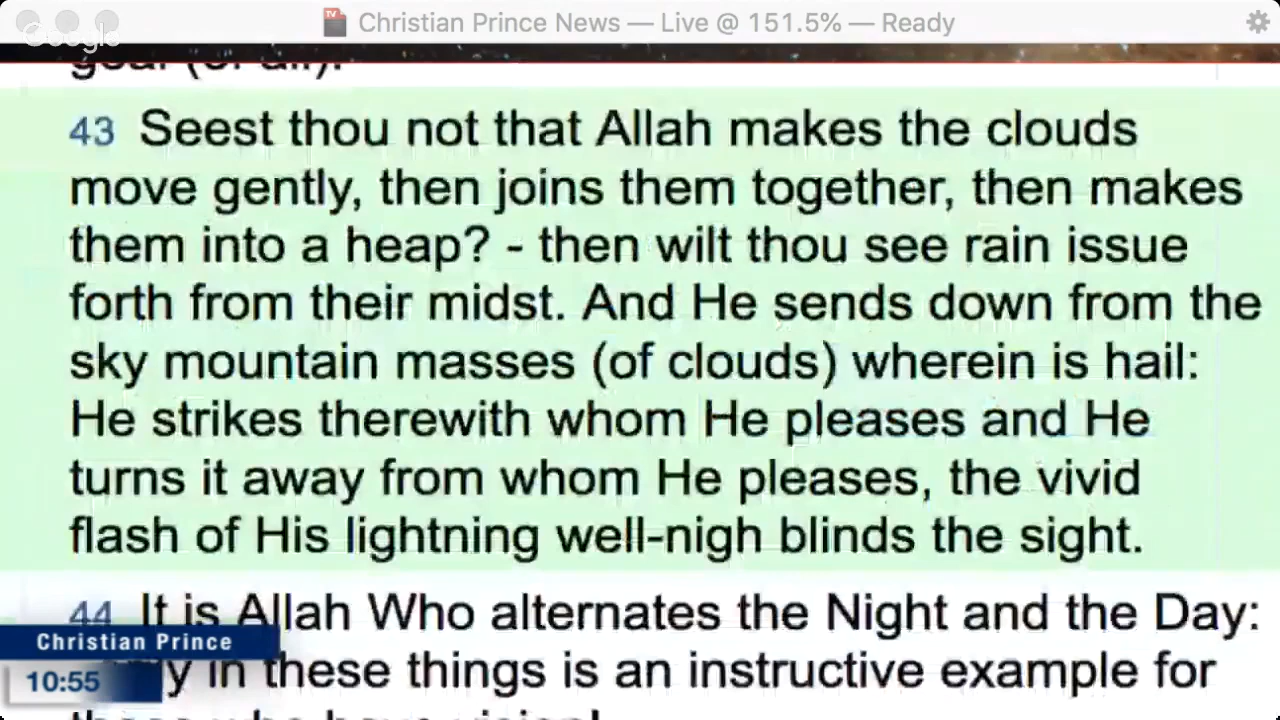 Christian Prince News — Live @ 151.5% — Ready
Google
goal (of all).
43 Seest thou not that Allah makes the clouds
move gently, then joins them together, then makes
them into a heap? - then wilt thou see rain issue
forth from their midst. And He sends down from the
sky mountain masses (of clouds) wherein is hail:
He strikes therewith whom He pleases and He
turns it away from whom He pleases, the vivid
flash of His lightning well-nigh blinds the sight.
44 It is Allah Who alternates the Night and the Day:
in these things is an instructive example for
Christian Prince
10:55